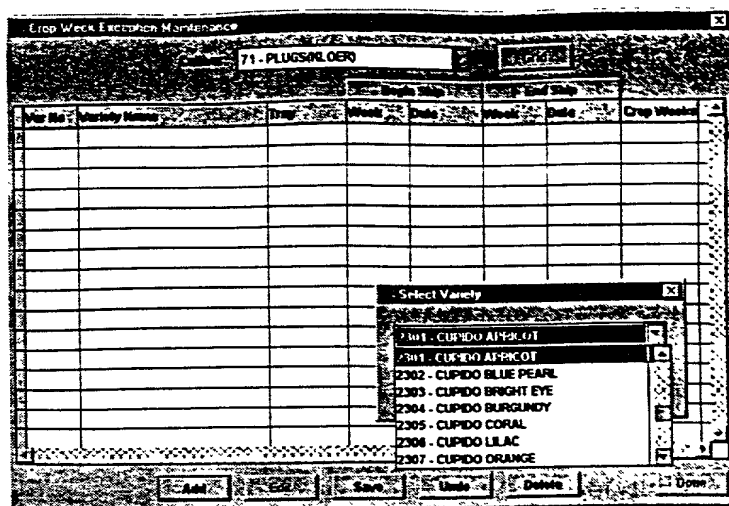 Crop Week Exception Maintenance
71 - PLUGS(KLOER)
Begin Ship End Ship
Var No Variety Name Tray Week Date Week Date Crop Weeks
Select Variety
2301 - CUPIDO APRICOT
2301 - CUPIDO APRICOT
2302 - CUPIDO BLUE PEARL
2303 - CUPIDO BRIGHT EYE
2304 - CUPIDO BURGUNDY
2305 - CUPIDO CORAL
2306 - CUPIDO LILAC
2307 - CUPIDO ORANGE
Add Edit Save Undo Delete Done